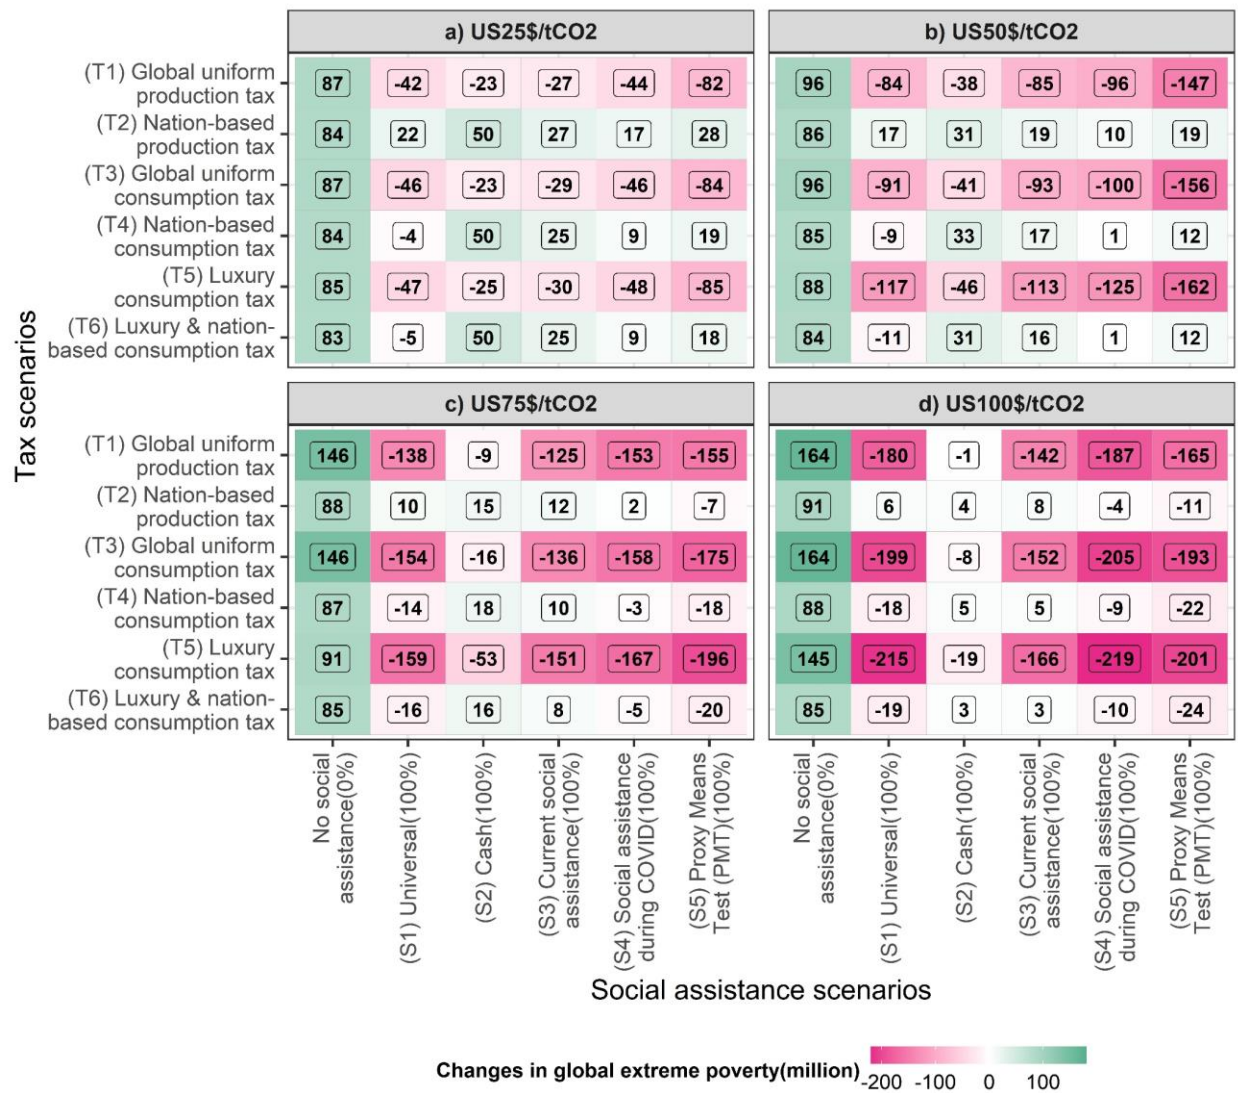 a) US25$/tCO2
b) US50$/tCO2
Tax scenarios
(T1) Global uniform
production tax
87 -42 -23 -27 -44 -82
96 -84 -38 -85 -96 -147
(T2) Nation-based
production tax
84 22 50 27 17 28
86 17 31 19 10 19
(T3) Global uniform
consumption tax
87 -46 -23 -29 -46 -84
96 -91 -41 -93 -100 -156
(T4) Nation-based
consumption tax
84 -4 50 25 9 19
85 -9 33 17 1 12
(T5) Luxury
consumption tax
85 -47 -25 -30 -48 -85
88 -117 -46 -113 -125 -162
(T6) Luxury & nation-
based consumption tax
83 -5 50 25 9 18
84 -11 31 16 1 12
c) US75$/tCO2
d) US100$/tCO2
(T1) Global uniform
production tax
146 -138 -9 -125 -153 -155
164 -180 -1 -142 -187 -165
(T2) Nation-based
production tax
88 10 15 12 2 -7
91 6 4 8 -4 -11
(T3) Global uniform
consumption tax
146 -154 -16 -136 -158 -175
164 -199 -8 -152 -205 -193
(T4) Nation-based
consumption tax
87 -14 18 10 -3 -18
88 -18 5 5 -9 -22
(T5) Luxury
consumption tax
91 -159 -53 -151 -167 -196
145 -215 -19 -166 -219 -201
(T6) Luxury & nation-
based consumption tax
85 -16 16 8 -5 -20
85 -19 3 3 -10 -24
No social
assistance(0%)
(S1) Universal(100%)
(S2) Cash(100%)
(S3) Current social
assistance(100%)
(S4) Social assistance
during COVID(100%)
(S5) Proxy Means
Test (PMT)(100%)
No social
assistance(0%)
(S1) Universal(100%)
(S2) Cash(100%)
(S3) Current social
assistance(100%)
(S4) Social assistance
during COVID(100%)
(S5) Proxy Means
Test (PMT)(100%)
Social assistance scenarios
Changes in global extreme poverty(million)
-200 -100 0 100